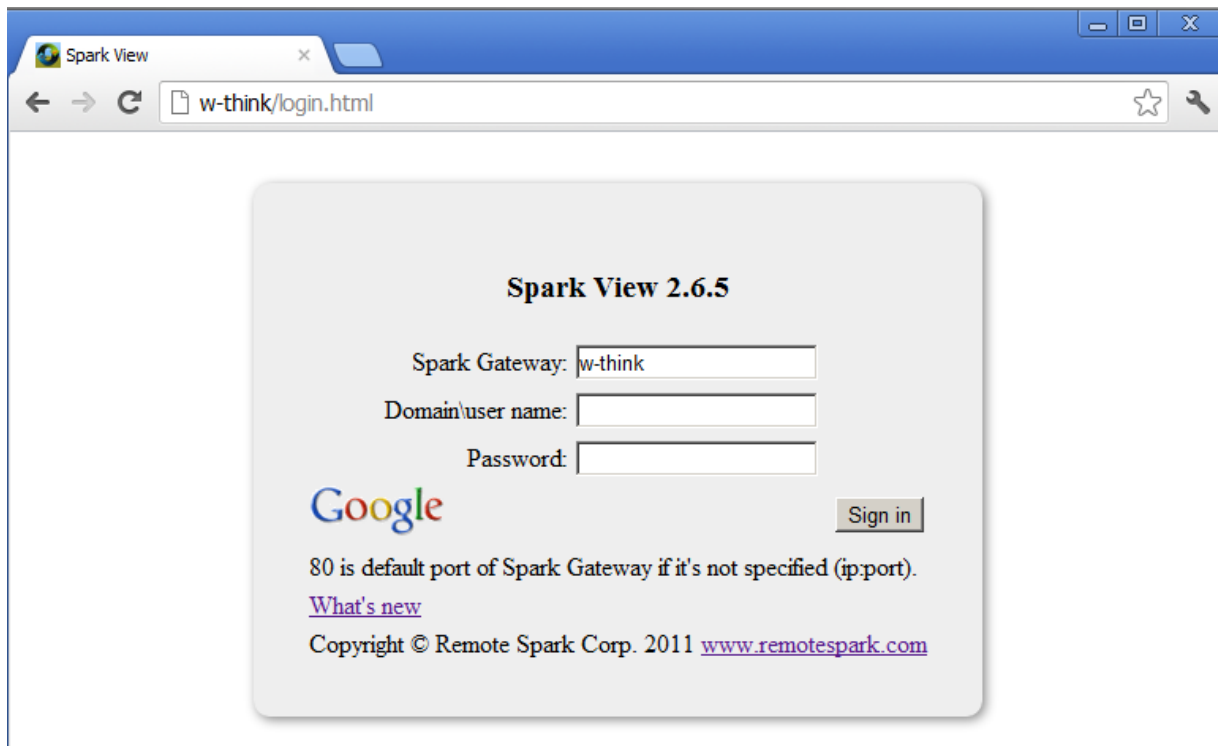 Spark View
w-think/login.html
Spark View 2.6.5
Spark Gateway: w-think
Domain\user name:
Password:
Google
Sign in
80 is default port of Spark Gateway if it's not specified (ip:port).
What's new
Copyright © Remote Spark Corp. 2011 www.remotespark.com